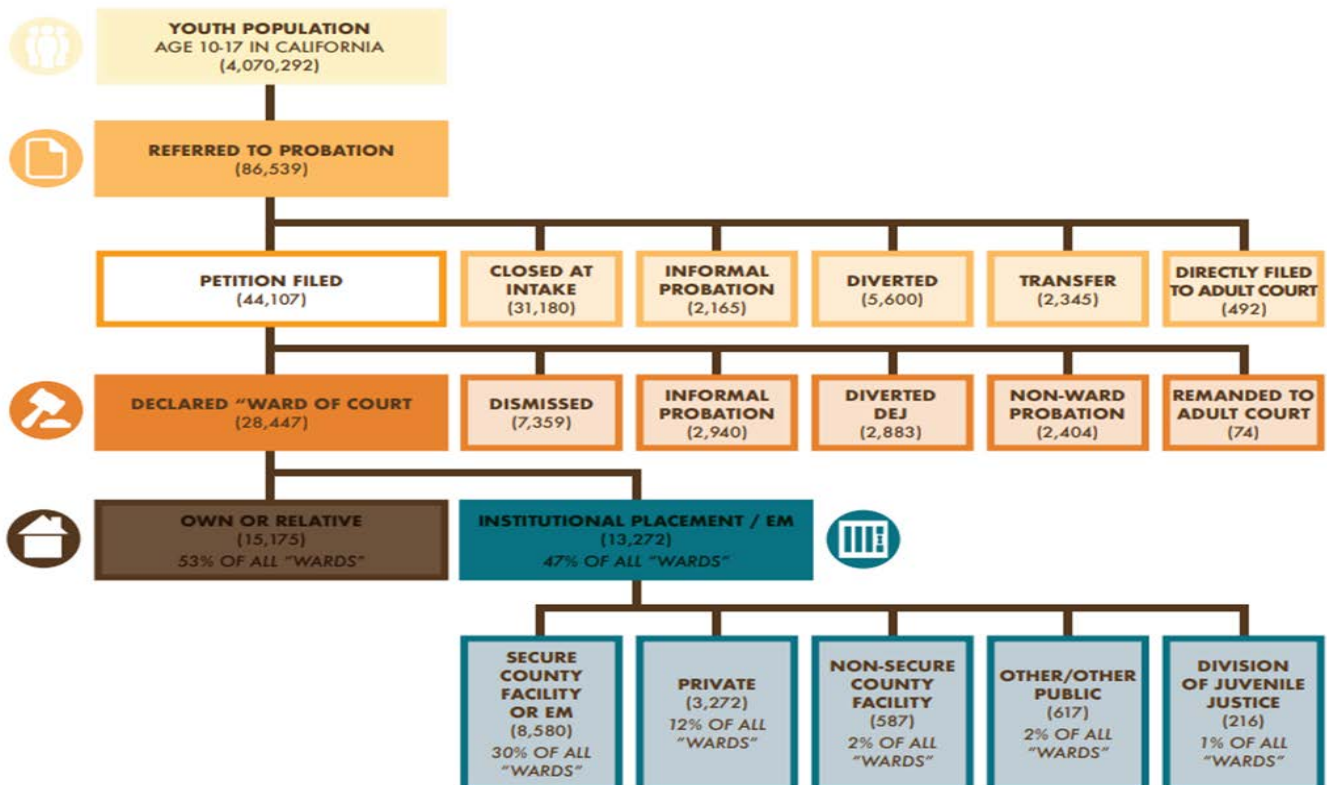 YOUTH POPULATION
AGE 10-17 IN CALIFORNIA
(4,070,292)
REFERRED TO PROBATION
(86,539)
PETITION FILED
(44,107)
CLOSED AT
INTAKE
(31,180)
INFORMAL
PROBATION
(2,165)
DIVERTED
(5,600)
TRANSFER
(2,345)
DIRECTLY FILED
TO ADULT COURT
(492)
DECLARED "WARD OF COURT
(28,447)
DISMISSED
(7,359)
INFORMAL
PROBATION
(2,940)
DIVERTED
DEJ
(2,883)
NON-WARD
PROBATION
(2,404)
REMANDED TO
ADULT COURT
(74)
OWN OR RELATIVE
(15,175)
53% OF ALL "WARDS"
INSTITUTIONAL PLACEMENT / EM
(13,272)
47% OF ALL "WARDS"
SECURE
COUNTY
FACILITY
OR EM
(8,580)
30% OF ALL
"WARDS"
PRIVATE
(3,272)
12% OF ALL
"WARDS"
NON-SECURE
COUNTY
FACILITY
(587)
2% OF ALL
"WARDS"
OTHER/OTHER
PUBLIC
(617)
2% OF ALL
"WARDS"
DIVISION
OF JUVENILE
JUSTICE
(216)
1% OF ALL
"WARDS"